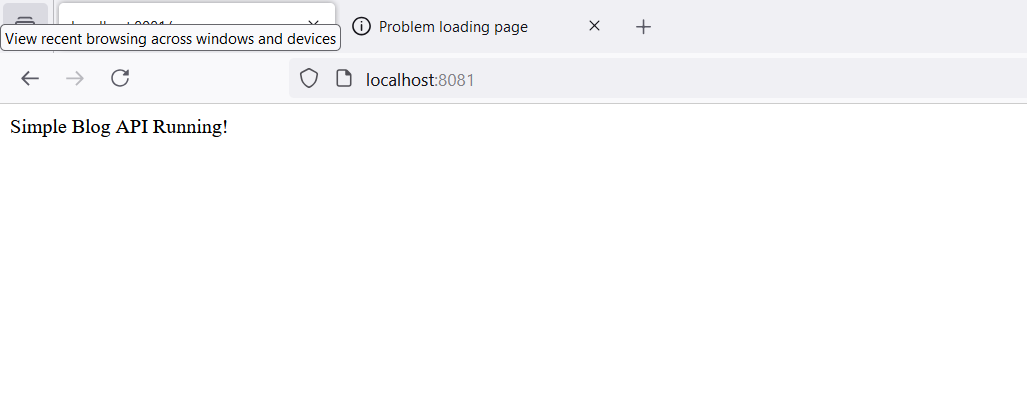 View recent browsing across windows and devices
Problem loading page
localhost:8081
Simple Blog API Running!